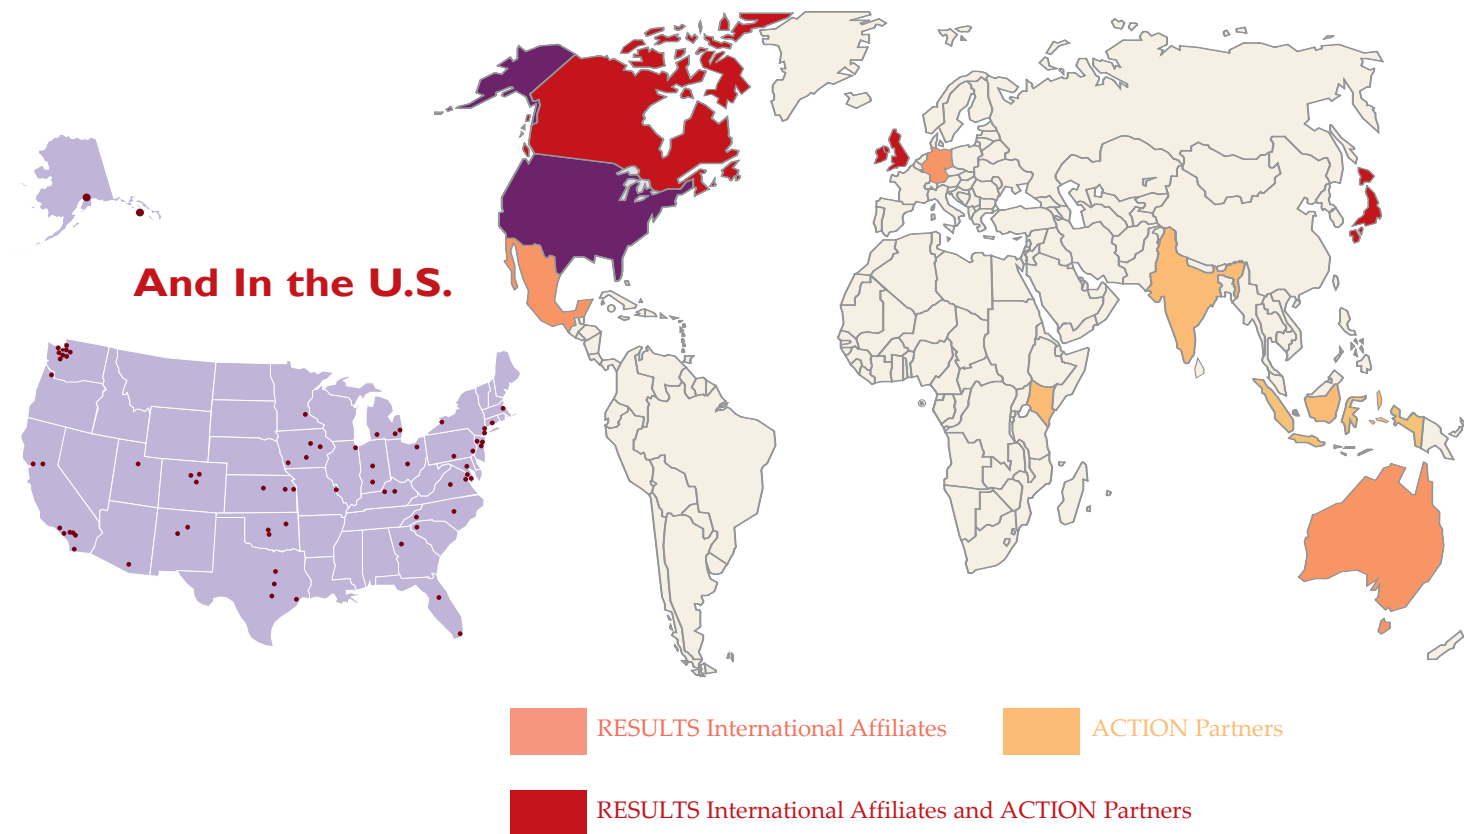 And In the U.S.
RESULTS International Affiliates
ACTION Partners
RESULTS International Affiliates and ACTION Partners